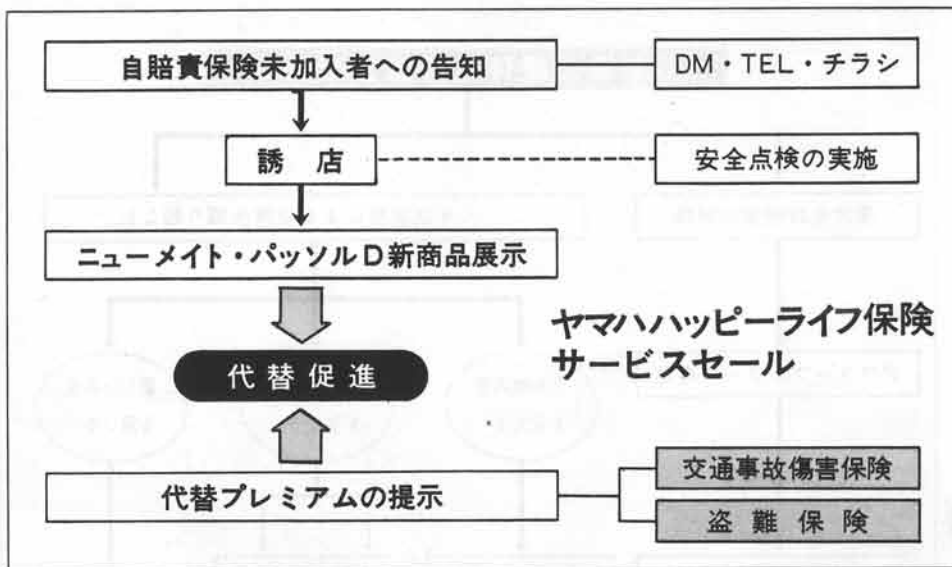 自賠責保険未加入者への告知
DM・TEL・チラシ
誘店
安全点検の実施
ニューメイト・パッソルD新商品展示
ヤマハハッピーライフ保険
サービスセール
代替促進
代替プレミアムの提示
交通事故傷害保険
盗難保険